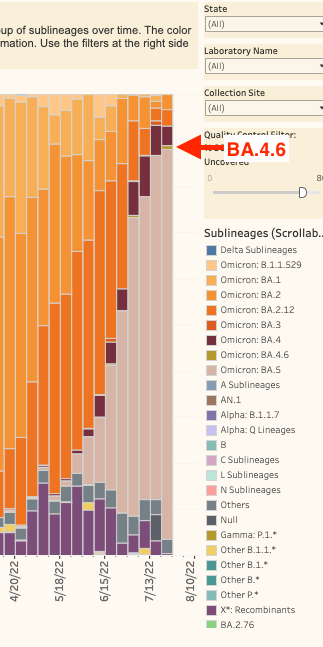 oup of sublineages over time. The color
rmation. Use the filters at the right side
State
(All)
Laboratory Name
(All)
Collection Site
(All)
Quality Control Filter:
Uncovered
BA.4.6
0
80
Sublineages (Scrollab..
Delta Sublineages
Omicron: B.1.1.529
Omicron: BA.1
Omicron: BA.2
Omicron: BA.2.12
Omicron: BA.3
Omicron: BA.4
Omicron: BA.4.6
Omicron: BA.5
A Sublineages
AN.1
Alpha: B.1.1.7
Alpha: Q Lineages
B
C Sublineages
L Sublineages
N Sublineages
Others
Null
Gamma: P.1.*
Other B.1.1.*
Other B.1.*
Other B.*
Other P.*
X*: Recombinants
BA.2.76
4/20/22
5/18/22
6/15/22
7/13/22
8/10/22